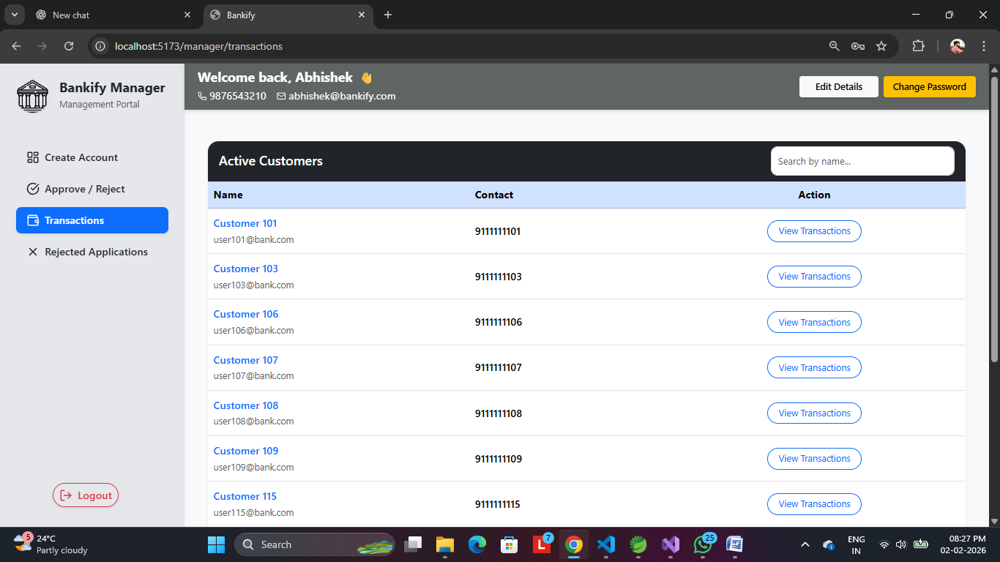 New chat
Bankify
localhost:5173/manager/transactions
Bankify Manager
Management Portal
Welcome back, Abhishek 👋
9876543210 abhishek@bankify.com
Edit Details
Change Password
Create Account
Approve / Reject
Transactions
Rejected Applications
Logout
Active Customers
Search by name...
Name Contact Action
Customer 101
user101@bank.com
9111111101
View Transactions
Customer 103
user103@bank.com
9111111103
View Transactions
Customer 106
user106@bank.com
9111111106
View Transactions
Customer 107
user107@bank.com
9111111107
View Transactions
Customer 108
user108@bank.com
9111111108
View Transactions
Customer 109
user109@bank.com
9111111109
View Transactions
Customer 115
user115@bank.com
9111111115
View Transactions
5
24°C
Partly cloudy
Search
L
7
25
W
ENG
IN
08:27 PM
02-02-2026